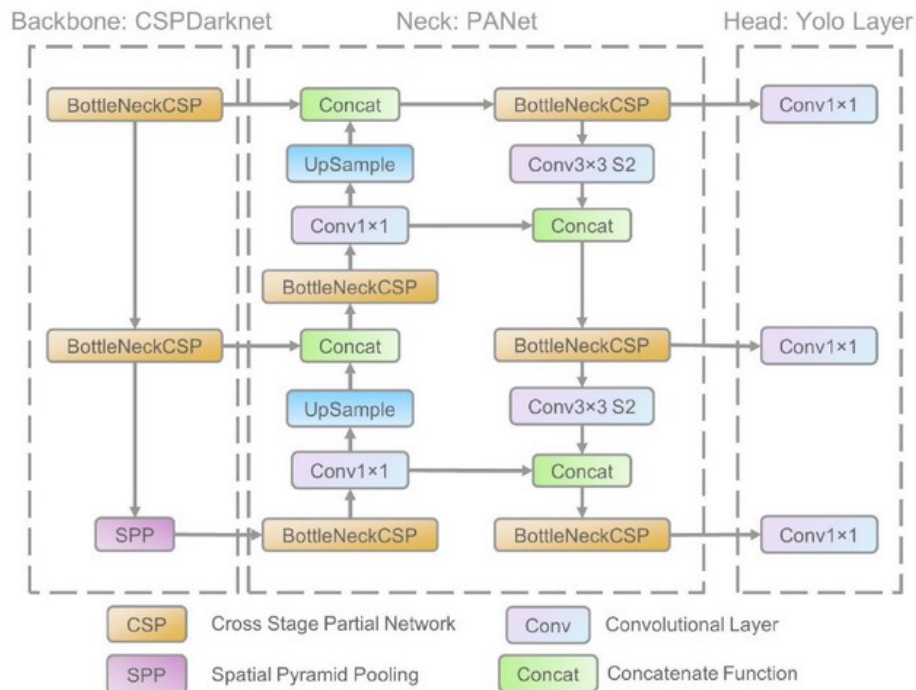 Backbone: CSPDarknet
Neck: PANet
Head: Yolo Layer
BottleNeckCSP
Concat
BottleNeckCSP
Conv1×1
UpSample
Conv3×3 S2
Conv1×1
Concat
BottleNeckCSP
BottleNeckCSP
Concat
BottleNeckCSP
Conv1×1
UpSample
Conv3×3 S2
Conv1×1
Concat
SPP
BottleNeckCSP
BottleNeckCSP
Conv1×1
CSP
Cross Stage Partial Network
Conv
Convolutional Layer
SPP
Spatial Pyramid Pooling
Concat
Concatenate Function